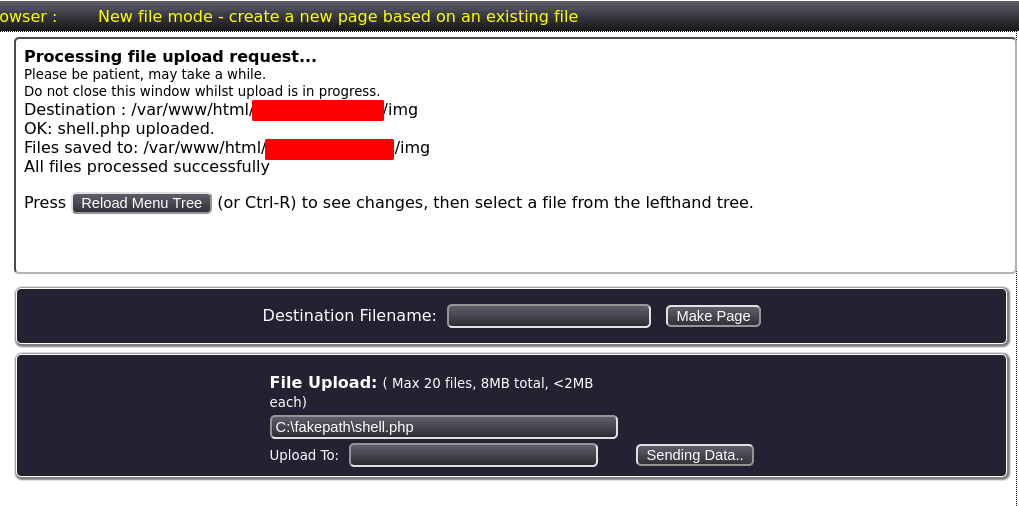 owser : New file mode - create a new page based on an existing file
Processing file upload request...
Please be patient, may take a while.
Do not close this window whilst upload is in progress.
Destination : /var/www/html/ /img
OK: shell.php uploaded.
Files saved to: /var/www/html/ /img
All files processed successfully
Press Reload Menu Tree (or Ctrl-R) to see changes, then select a file from the lefthand tree.
Destination Filename: Make Page
File Upload: ( Max 20 files, 8MB total, <2MB
each)
C:\fakepath\shell.php
Upload To: Sending Data..